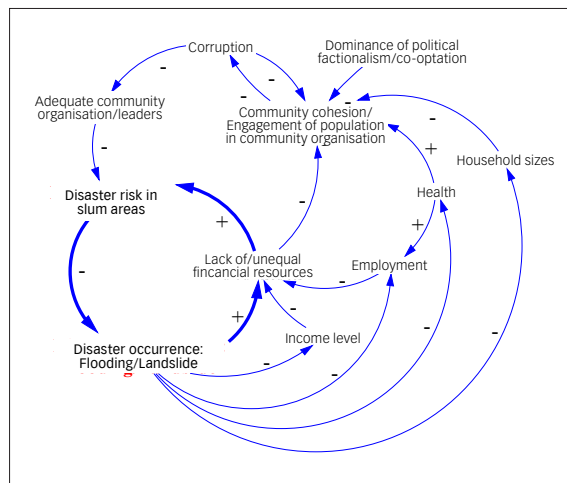 Corruption
Dominance of political
factionalism/co-optation
-
-
-
-
Adequate community
organisation/leaders
Community cohesion/
Engagement of population
in community organisation
-
-
+
Household sizes
Disaster risk in
slum areas
Health
-
+
+
Lack of/unequal
fincancial resources
Employment
-
-
+
-
Income level
-
-
Disaster occurrence:
Flooding/Landslide
-
-